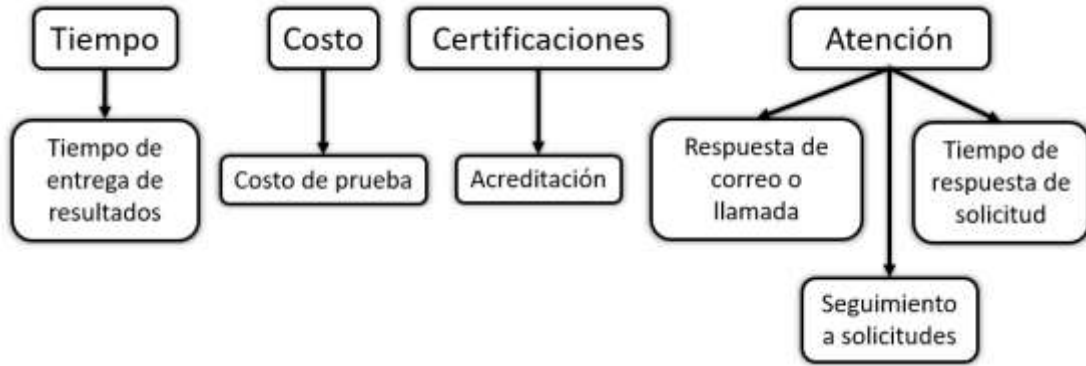 Tiempo
Costo
Certificaciones
Atención
Tiempo de
entrega de
resultados
Costo de prueba
Acreditación
Respuesta de
correo o
llamada
Tiempo de
respuesta de
solicitud
Seguimiento
a solicitudes